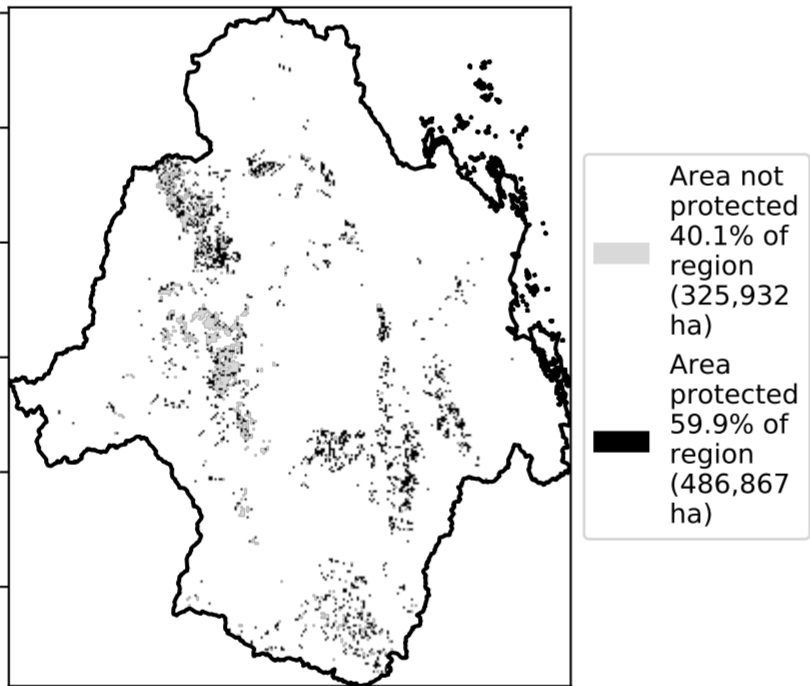 Area not
protected
40.1% of
region
(325,932
ha)
Area
protected
59.9% of
region
(486,867
ha)